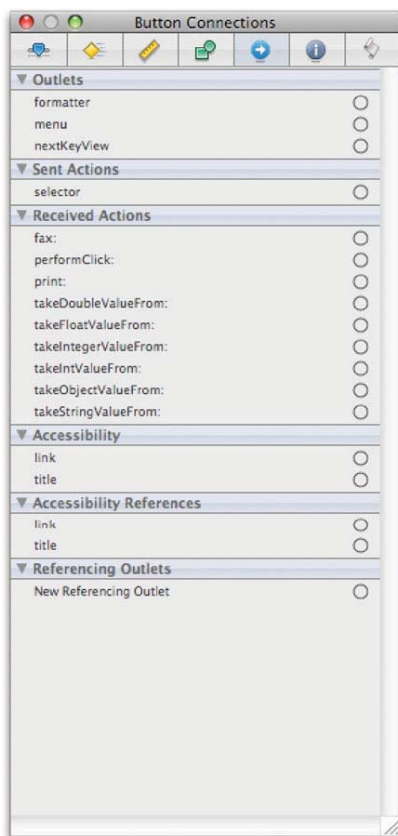 Button Connections
Outlets
formatter
menu
nextKeyView
Sent Actions
selector
Received Actions
fax:
performClick:
print:
takeDoubleValueFrom:
takeFloatValueFrom:
takeIntegerValueFrom:
takeIntValueFrom:
takeObjectValueFrom:
takeStringValueFrom:
Accessibility
link
title
Accessibility References
link
title
Referencing Outlets
New Referencing Outlet